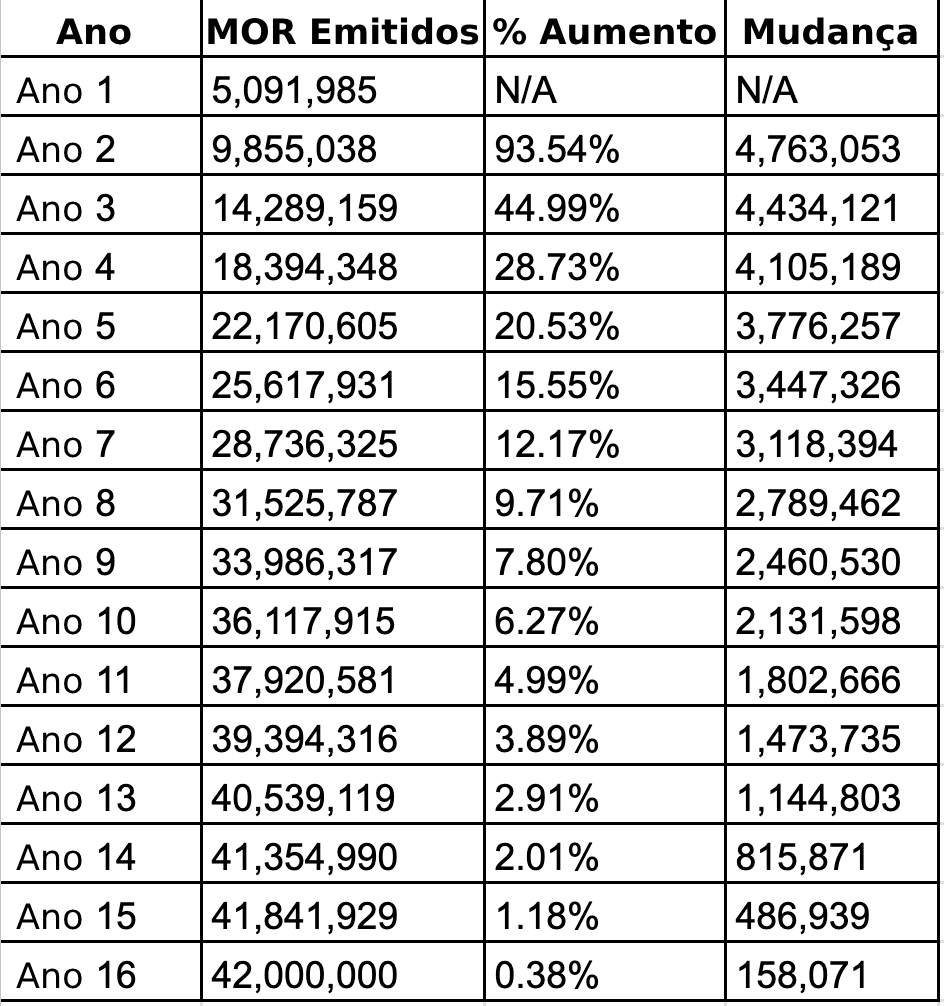 Ano MOR Emitidos % Aumento Mudança
Ano 1 5,091,985 N/A N/A
Ano 2 9,855,038 93.54% 4,763,053
Ano 3 14,289,159 44.99% 4,434,121
Ano 4 18,394,348 28.73% 4,105,189
Ano 5 22,170,605 20.53% 3,776,257
Ano 6 25,617,931 15.55% 3,447,326
Ano 7 28,736,325 12.17% 3,118,394
Ano 8 31,525,787 9.71% 2,789,462
Ano 9 33,986,317 7.80% 2,460,530
Ano 10 36,117,915 6.27% 2,131,598
Ano 11 37,920,581 4.99% 1,802,666
Ano 12 39,394,316 3.89% 1,473,735
Ano 13 40,539,119 2.91% 1,144,803
Ano 14 41,354,990 2.01% 815,871
Ano 15 41,841,929 1.18% 486,939
Ano 16 42,000,000 0.38% 158,071